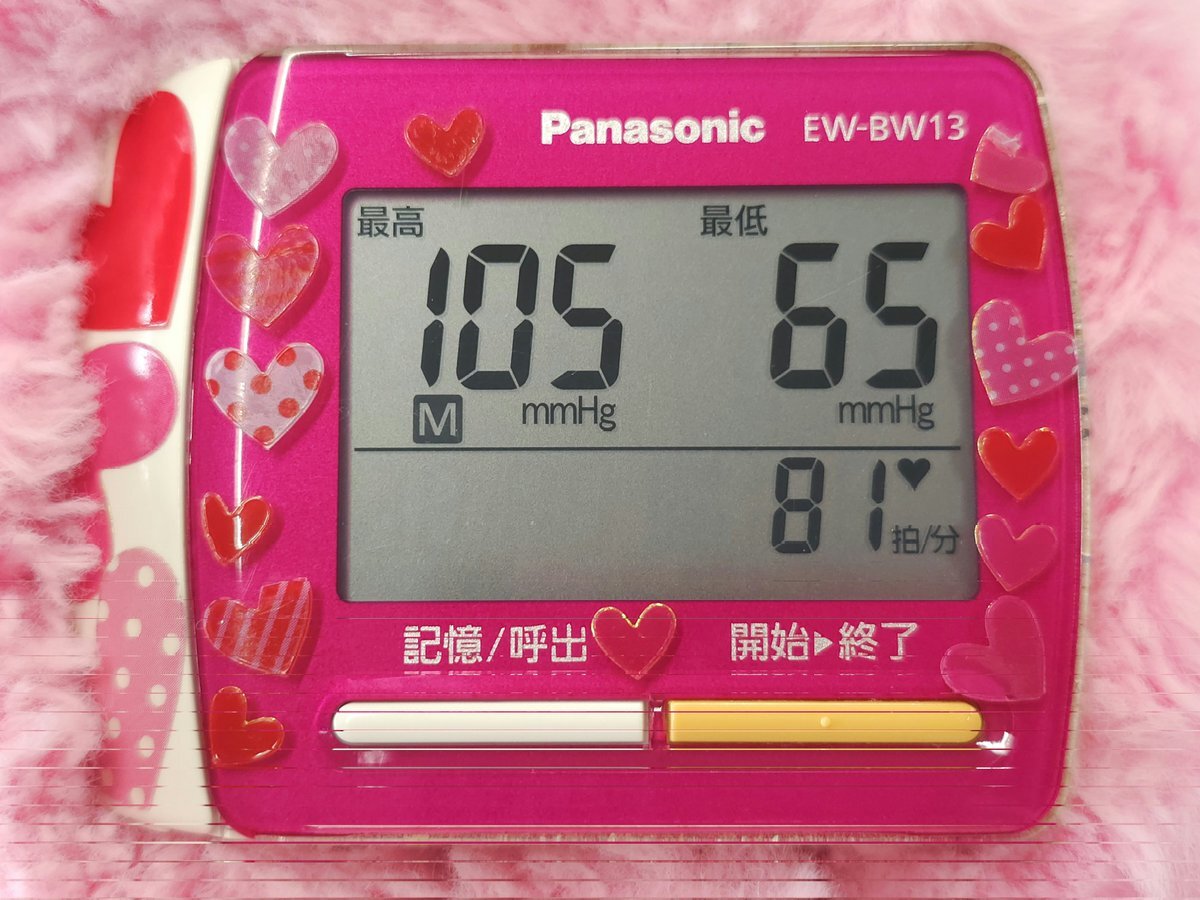 Panasonic EW-BW13
最高 最低
105 65
M mmHg mmHg
81♥
拍/分
記憶/呼出 開始▶終了